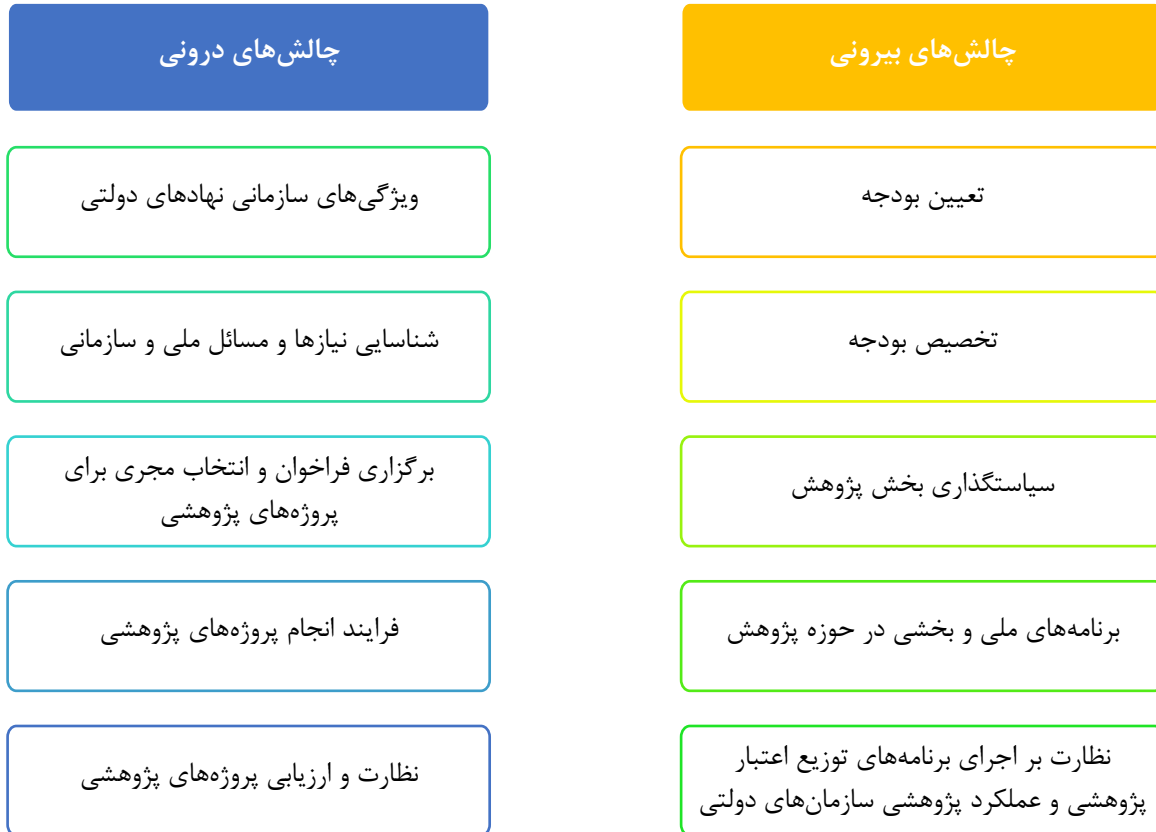 چالش‌های بیرونی
تعیین بودجه
تخصیص بودجه
سیاستگذاری بخش پژوهش
برنامه‌های ملی و بخشی در حوزه پژوهش
نظارت بر اجرای برنامه‌های توزیع اعتبار
پژوهشی و عملکرد پژوهشی سازمان‌های دولتی
چالش‌های درونی
ویژگی‌های سازمانی نهادهای دولتی
شناسایی نیازها و مسائل ملی و سازمانی
برگزاری فراخوان و انتخاب مجری برای
پروژه‌های پژوهشی
فرایند انجام پروژه‌های پژوهشی
نظارت و ارزیابی پروژه‌های پژوهشی